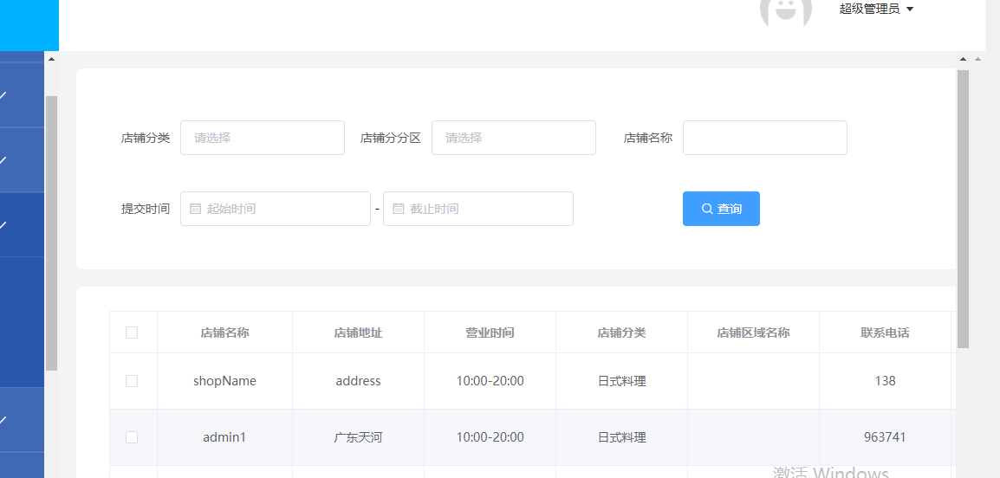 超级管理员
店铺分类 请选择 店铺分分区 请选择 店铺名称
提交时间 起始时间 - 截止时间 查询
店铺名称 店铺地址 营业时间 店铺分类 店铺区域名称 联系电话
shopName address 10:00-20:00 日式料理 138
admin1 广东天河 10:00-20:00 日式料理 963741
激活 Windows